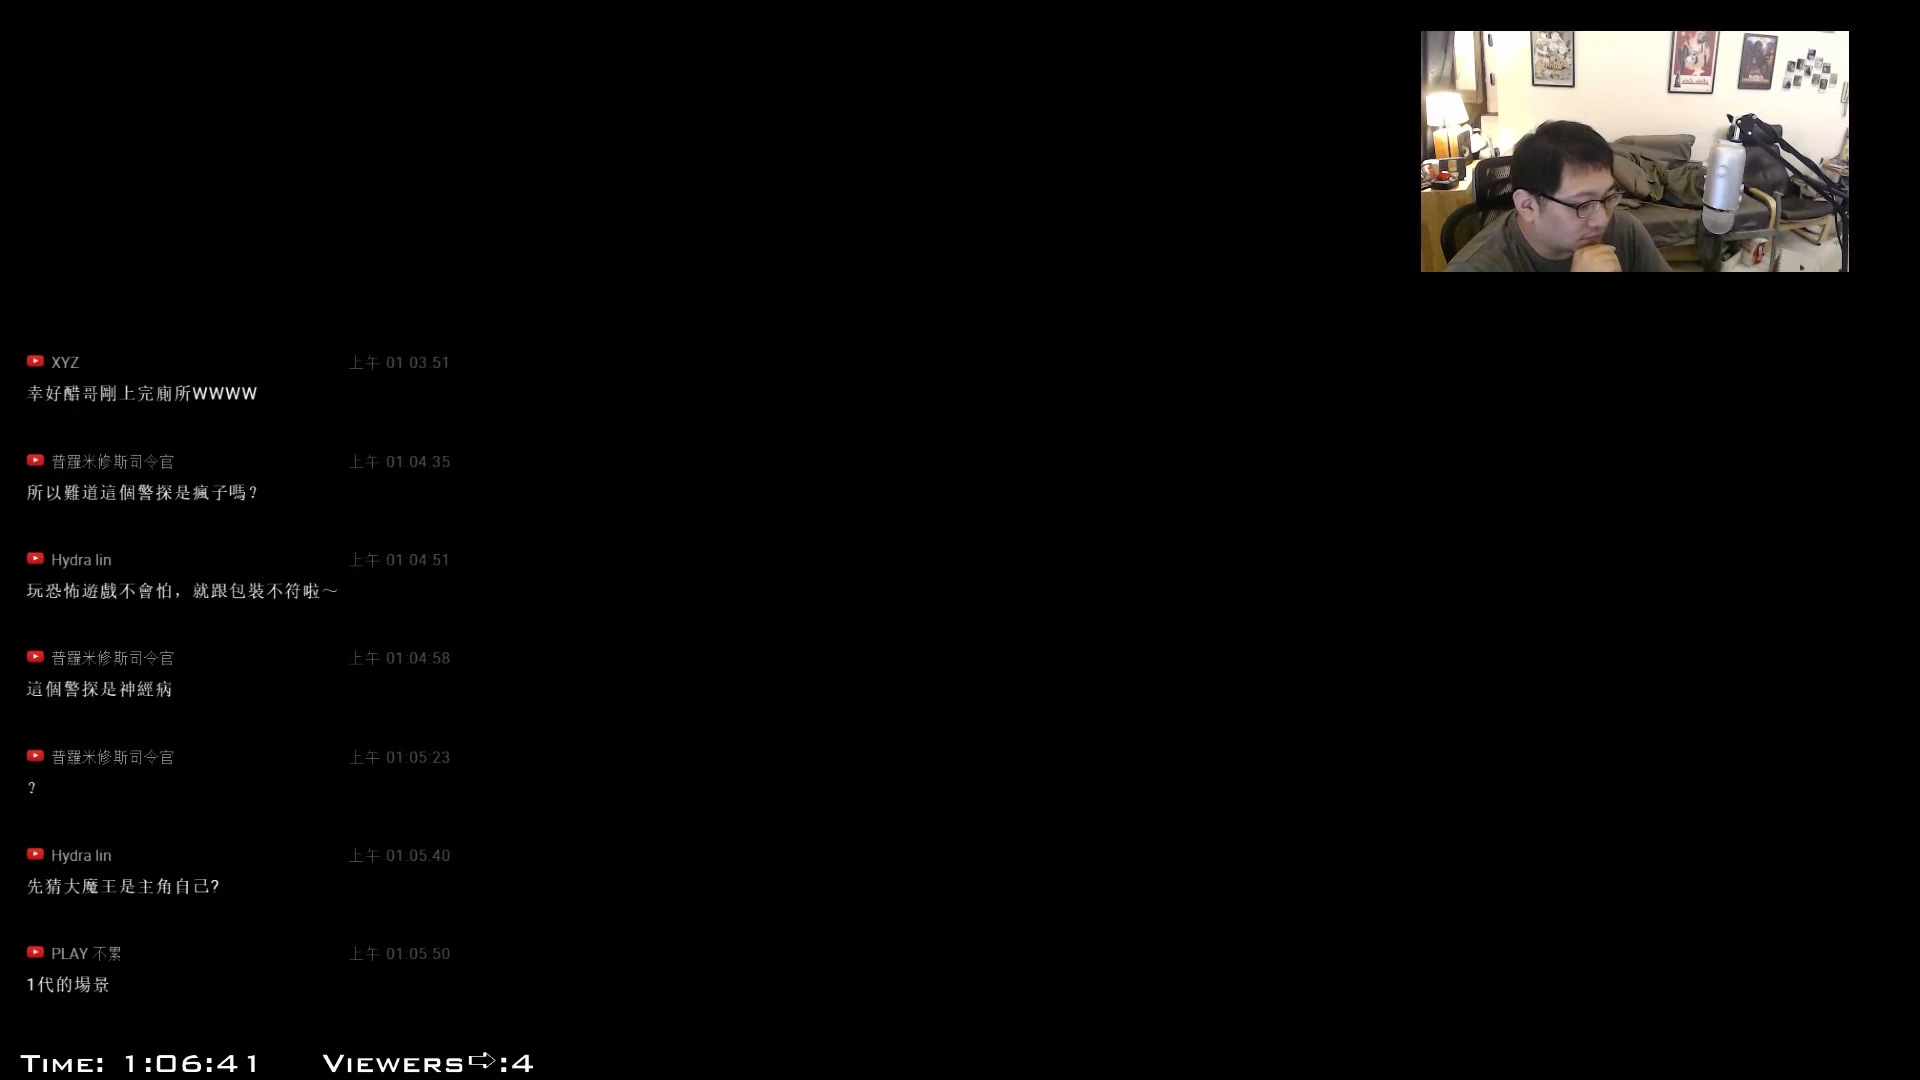 XYZ 上午 01:03:51
幸好醋哥剛上完廁所WWWW
普羅米修斯司令官 上午 01:04:35
所以難道這個警探是瘋子嗎?
Hydra lin 上午 01:04:51
玩恐怖遊戲不會怕，就跟包裝不符啦～
普羅米修斯司令官 上午 01:04:58
這個警探是神經病
普羅米修斯司令官 上午 01:05:23
?
Hydra lin 上午 01:05:40
先猜大魔王是主角自己?
PLAY 不累 上午 01:05:50
1代的場景
TIME: 1:06:41 VIEWERS⇨:4